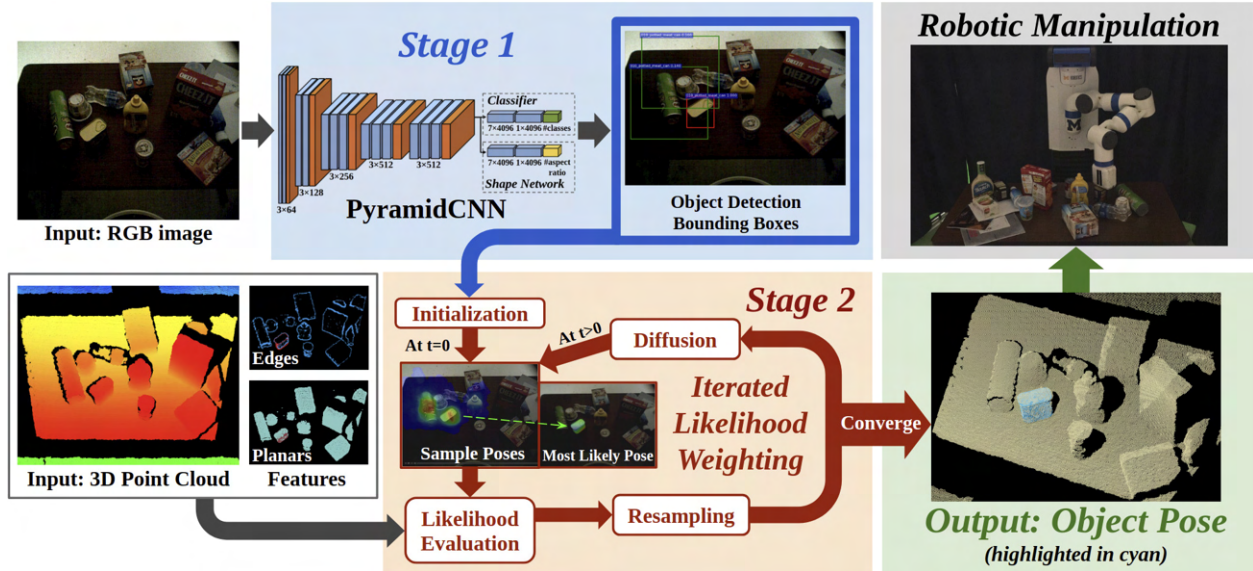 Stage 1
Robotic Manipulation
Input: RGB image
3×64
3×128
3×256
3×512
3×512
PyramidCNN
Classifier
7×4096 1×4096 #classes
7×4096 1×4096 #aspect
ratio
Shape Network
Object Detection
Bounding Boxes
CHEEZ IT
M
Stage 2
Initialization
At t=0
At t>0
Diffusion
Edges
Planars
Input: 3D Point Cloud
Features
Sample Poses
Most Likely Pose
Iterated
Likelihood
Weighting
Converge
Likelihood
Evaluation
Resampling
Output: Object Pose
(highlighted in cyan)